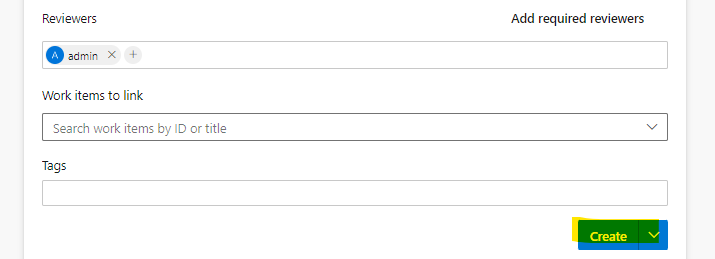 Reviewers
Add required reviewers
A admin
Work items to link
Search work items by ID or title
Tags
Create